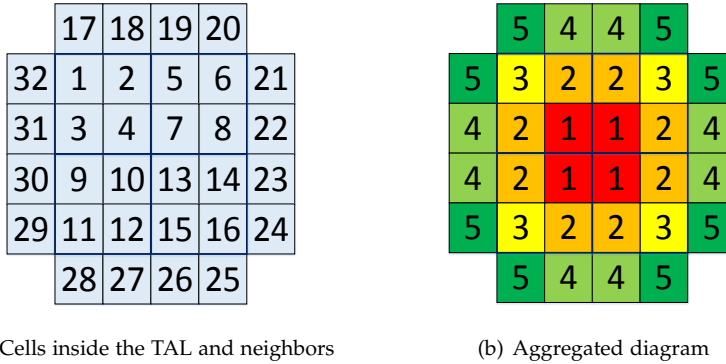 17 18 19 20
5 4 4 5
32 1 2 5 6 21
5 3 2 2 3 5
31 3 4 7 8 22
4 2 1 1 2 4
30 9 10 13 14 23
4 2 1 1 2 4
29 11 12 15 16 24
5 3 2 2 3 5
28 27 26 25
5 4 4 5
Cells inside the TAL and neighbors
(b) Aggregated diagram